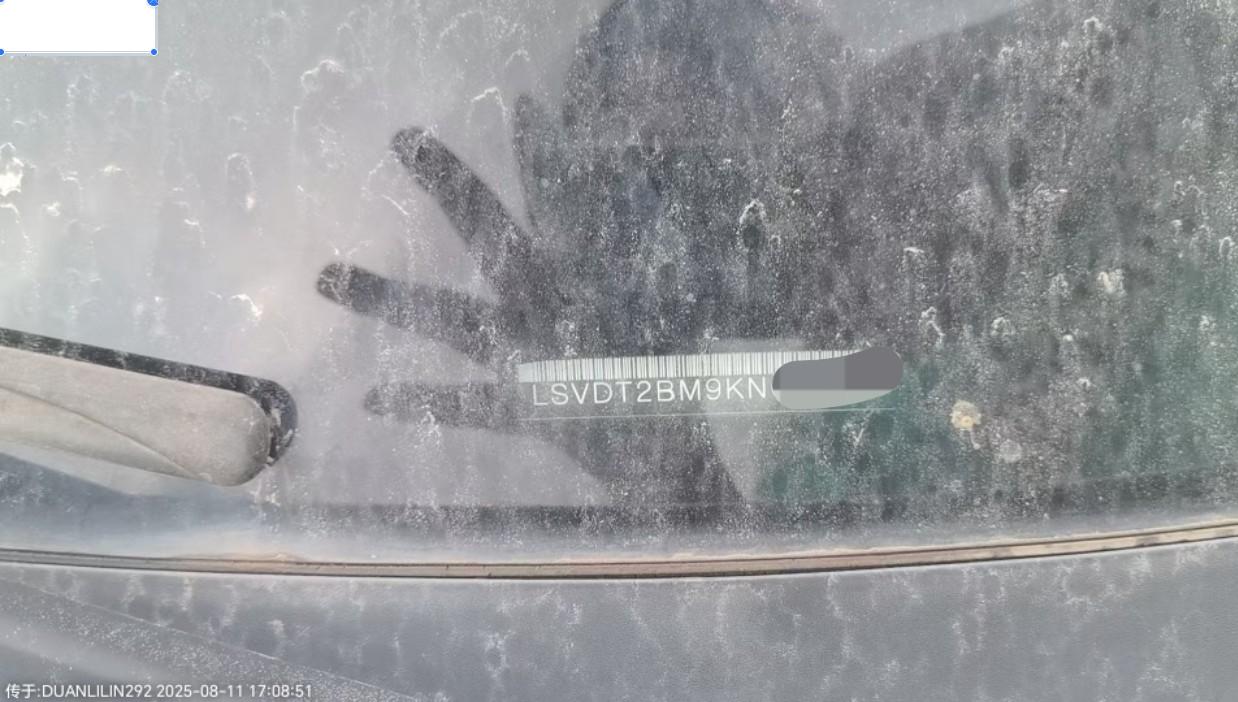 LSVDT2BM9KN
传于:DUANLILIN292 2025-08-11 17:08:51